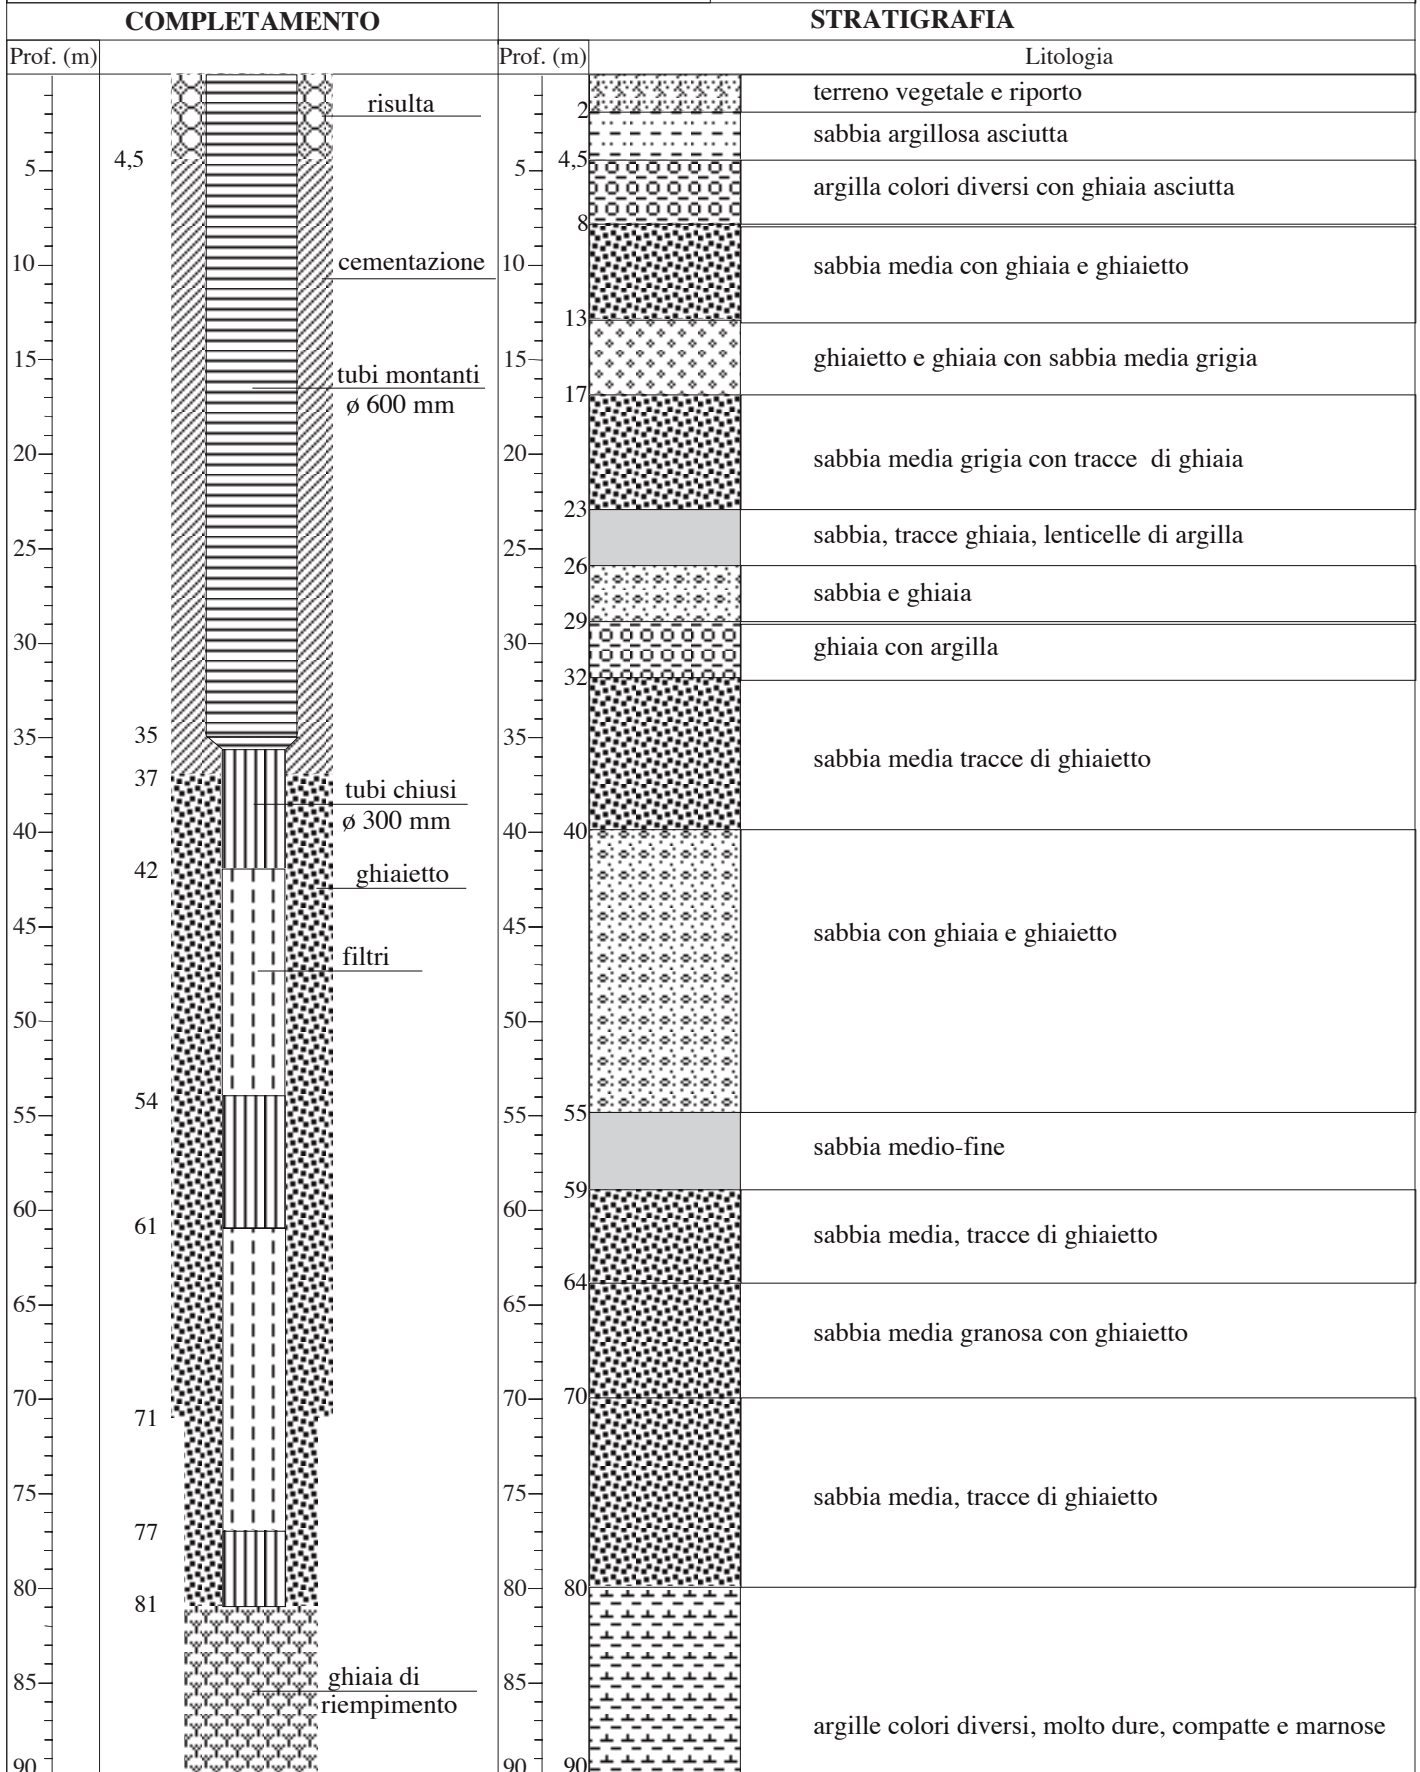 COMPLETAMENTO
STRATIGRAFIA
Prof. (m)
Prof. (m)
Litologia
risulta
4,5
5
10
15
20
25
30
35
40
45
50
55
60
65
70
75
80
85
90
cementazione
tubi montanti
ø 600 mm
35
37
tubi chiusi
ø 300 mm
42
ghiaietto
filtri
54
61
71
77
81
ghiaia di
riempimento
5
10
15
20
25
30
35
40
45
50
55
60
65
70
75
80
85
90
terreno vegetale e riporto
2
sabbia argillosa asciutta
4,5
argilla colori diversi con ghiaia asciutta
8
sabbia media con ghiaia e ghiaietto
13
ghiaietto e ghiaia con sabbia media grigia
17
sabbia media grigia con tracce di ghiaia
23
sabbia, tracce ghiaia, lenticelle di argilla
26
sabbia e ghiaia
29
ghiaia con argilla
32
sabbia media tracce di ghiaietto
40
sabbia con ghiaia e ghiaietto
55
sabbia medio-fine
59
sabbia media, tracce di ghiaietto
64
sabbia media granosa con ghiaietto
70
sabbia media, tracce di ghiaietto
80
argille colori diversi, molto dure, compatte e marnose
90